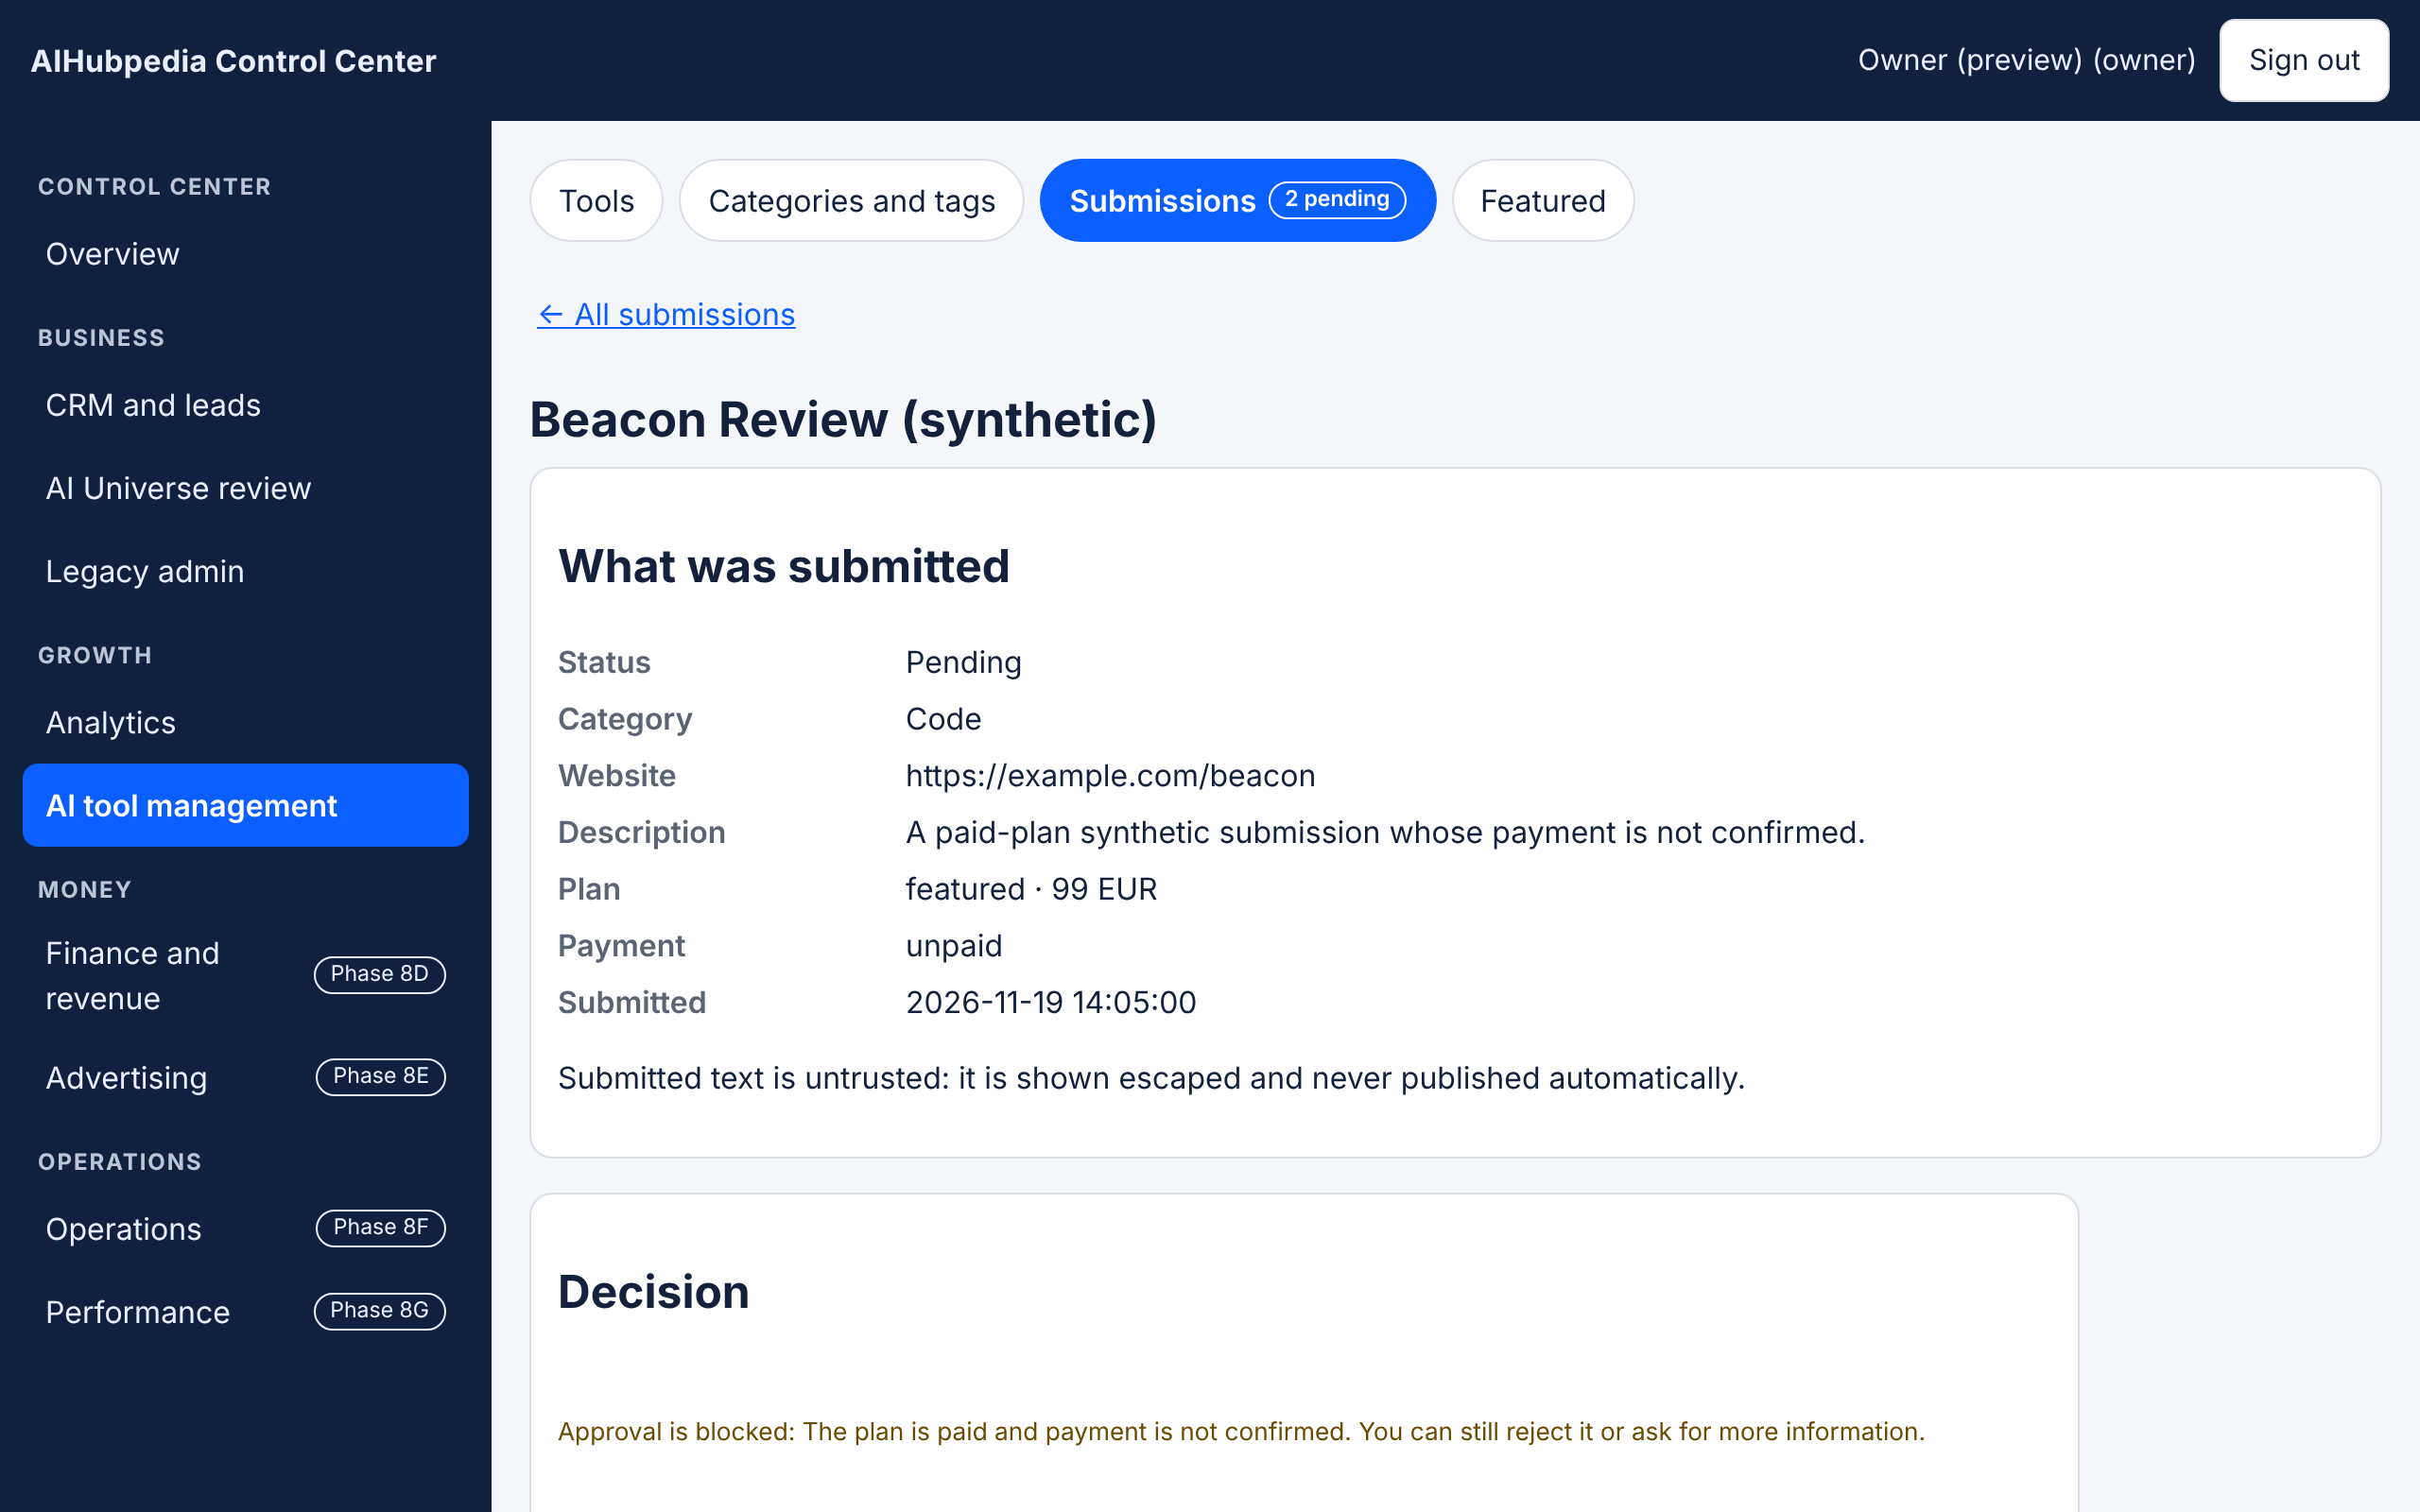 AIHubpedia Control Center
Owner (preview) (owner)
Sign out
CONTROL CENTER
Overview
BUSINESS
CRM and leads
AI Universe review
Legacy admin
GROWTH
Analytics
AI tool management
MONEY
Finance and
revenue
Phase 8D
Advertising
Phase 8E
OPERATIONS
Operations
Phase 8F
Performance
Phase 8G
Tools
Categories and tags
Submissions
2 pending
Featured
← All submissions
Beacon Review (synthetic)
What was submitted
Status Pending
Category Code
Website https://example.com/beacon
Description A paid-plan synthetic submission whose payment is not confirmed.
Plan featured · 99 EUR
Payment unpaid
Submitted 2026-11-19 14:05:00
Submitted text is untrusted: it is shown escaped and never published automatically.
Decision
Approval is blocked: The plan is paid and payment is not confirmed. You can still reject it or ask for more information.